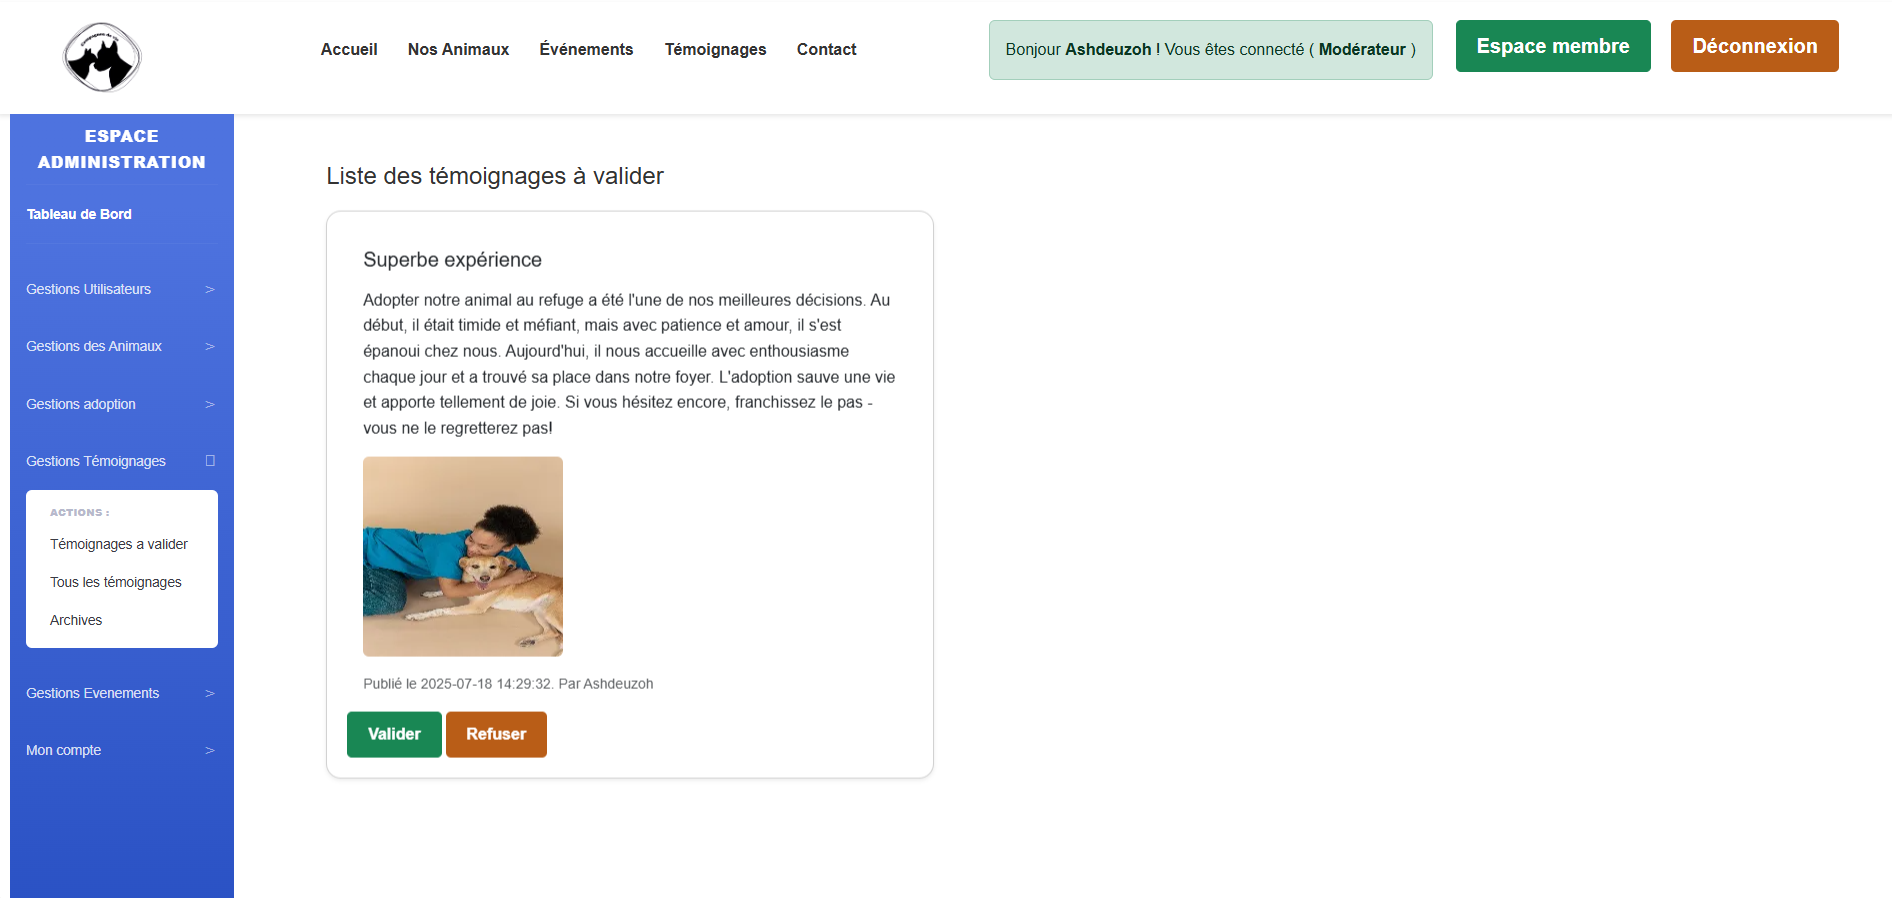 Compagnons de vie
Accueil Nos Animaux Événements Témoignages Contact
Bonjour Ashdeuzoh ! Vous êtes connecté ( Modérateur )
Espace membre
Déconnexion
ESPACE
ADMINISTRATION
Tableau de Bord
Gestions Utilisateurs >
Gestions des Animaux >
Gestions adoption >
Gestions Témoignages
ACTIONS :
Témoignages a valider
Tous les témoignages
Archives
Gestions Evenements >
Mon compte >
Liste des témoignages à valider
Superbe expérience
Adopter notre animal au refuge a été l'une de nos meilleures décisions. Au
début, il était timide et méfiant, mais avec patience et amour, il s'est
épanoui chez nous. Aujourd'hui, il nous accueille avec enthousiasme
chaque jour et a trouvé sa place dans notre foyer. L'adoption sauve une vie
et apporte tellement de joie. Si vous hésitez encore, franchissez le pas -
vous ne le regretterez pas!
Publié le 2025-07-18 14:29:32. Par Ashdeuzoh
Valider
Refuser